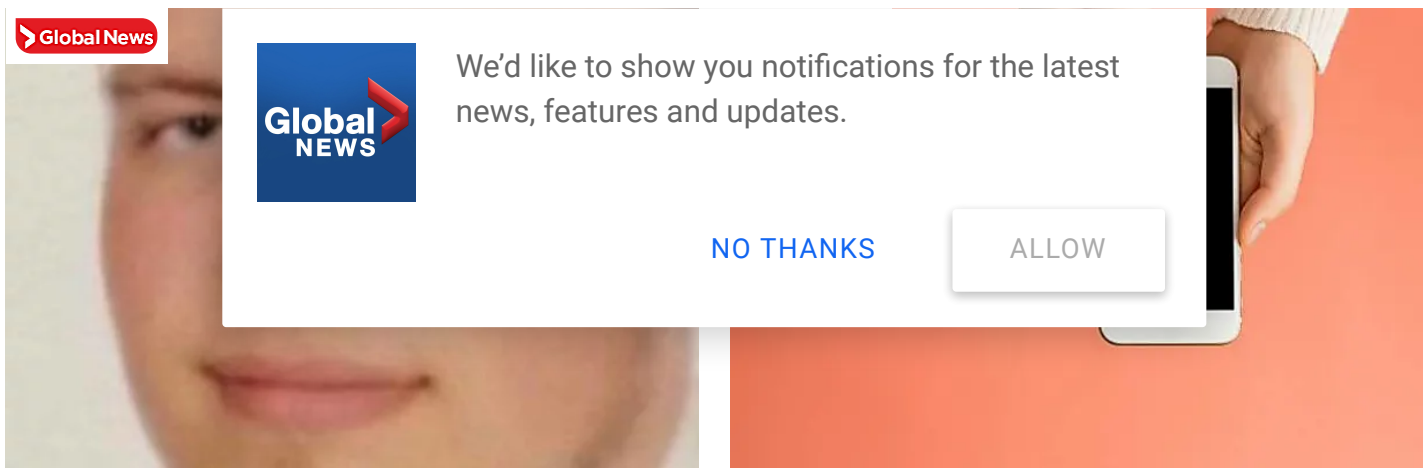 Global News
We’d like to show you notifications for the latest
news, features and updates.
Global
NEWS
NO THANKS
ALLOW